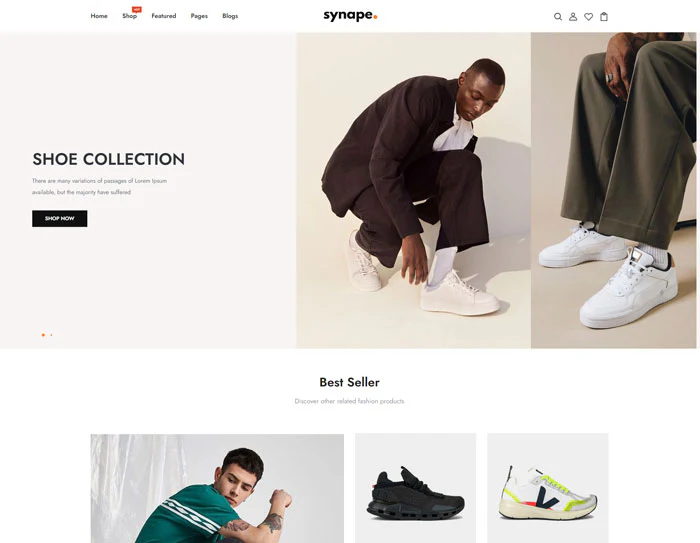 Home Shop HOT Featured Pages Blogs
synape.
SHOE COLLECTION
There are many variations of passages of Lorem Ipsum
available, but the majority have suffered
SHOP NOW
Best Seller
Discover other related fashion products